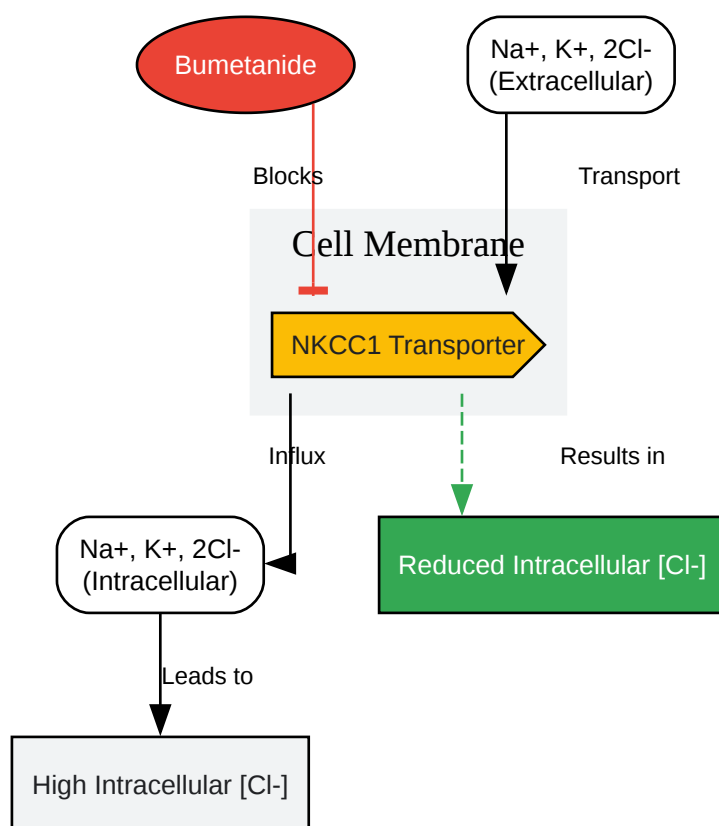 Bumetanide
Na+, K+, 2Cl-
(Extracellular)
Blocks
Transport
Cell Membrane
NKCC1 Transporter
Influx
Results in
Na+, K+, 2Cl-
(Intracellular)
Reduced Intracellular [Cl-]
Leads to
High Intracellular [Cl-]